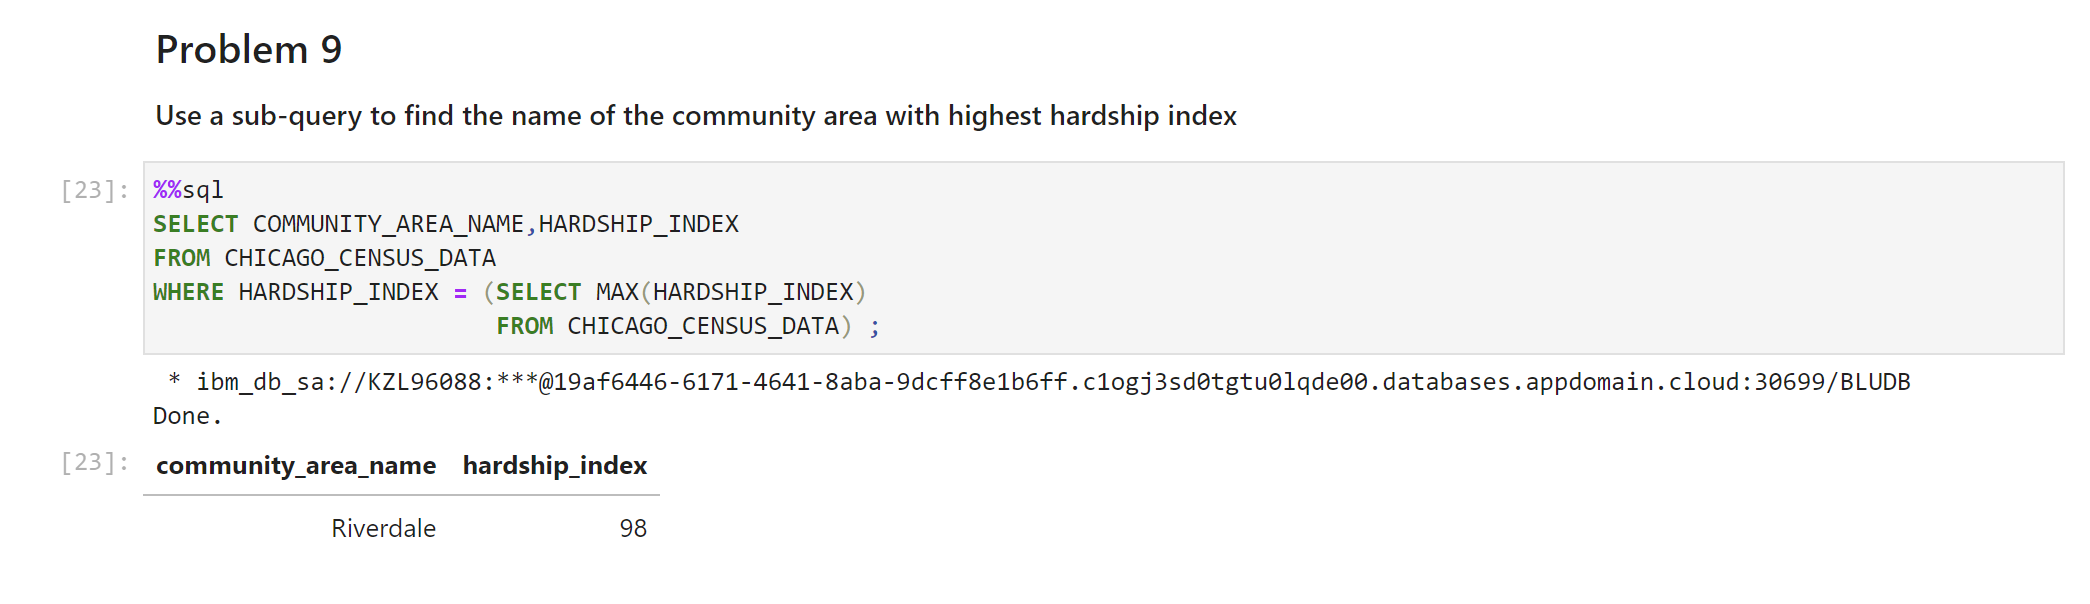 Problem 9
Use a sub-query to find the name of the community area with highest hardship index
[23]:
%%sql
SELECT COMMUNITY_AREA_NAME,HARDSHIP_INDEX
FROM CHICAGO_CENSUS_DATA
WHERE HARDSHIP_INDEX = (SELECT MAX(HARDSHIP_INDEX)
FROM CHICAGO_CENSUS_DATA) ;
* ibm_db_sa://KZL96088:***@19af6446-6171-4641-8aba-9dcff8e1b6ff.c1ogj3sd0tgtu0lqde00.databases.appdomain.cloud:30699/BLUDB
Done.
[23]:
community_area_name hardship_index
Riverdale 98